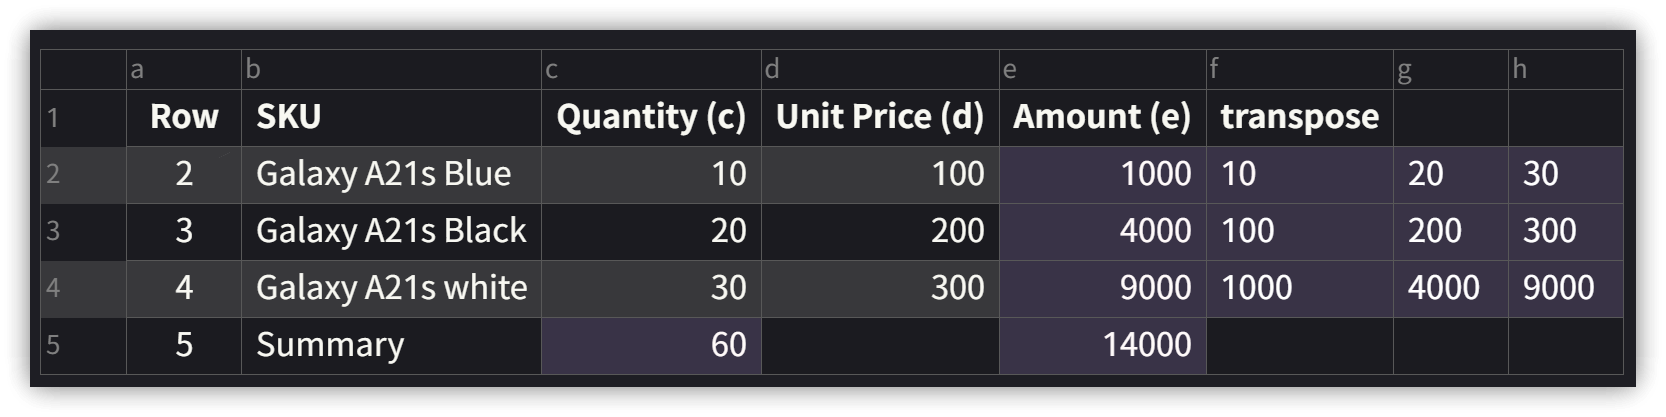 a b c d e f g h
1 Row SKU Quantity (c) Unit Price (d) Amount (e) transpose
2 2 Galaxy A21s Blue 10 100 1000 10 20 30
3 3 Galaxy A21s Black 20 200 4000 100 200 300
4 4 Galaxy A21s white 30 300 9000 1000 4000 9000
5 5 Summary 60 14000